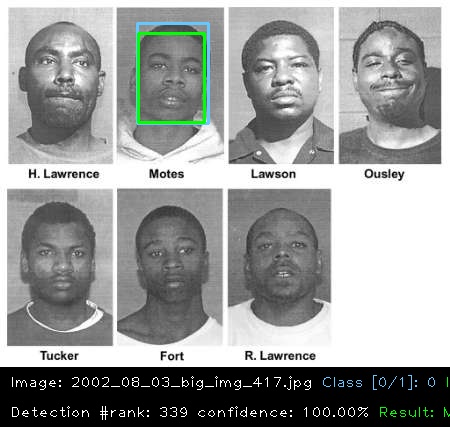 H. Lawrence Motes Lawson Ousley
Tucker Fort R. Lawrence
Image: 2002_08_03_big_img_417.jpg Class [0/1]: 0
Detection #rank: 339 confidence: 100.00% Result: